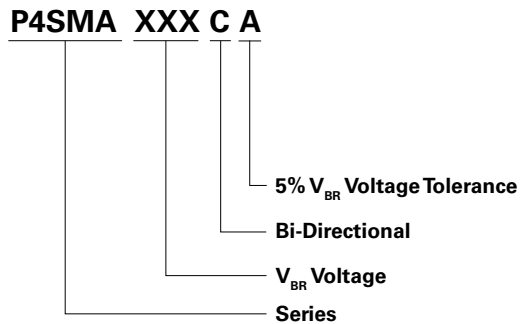 P4SMA XXX C A
5% VBR Voltage Tolerance
Bi-Directional
VBR Voltage
Series